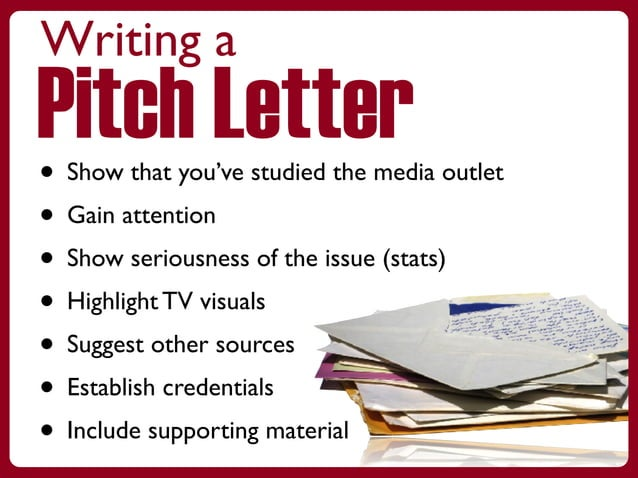 Writing a
Pitch Letter
• Show that you’ve studied the media outlet
• Gain attention
• Show seriousness of the issue (stats)
• Highlight TV visuals
• Suggest other sources
• Establish credentials
• Include supporting material